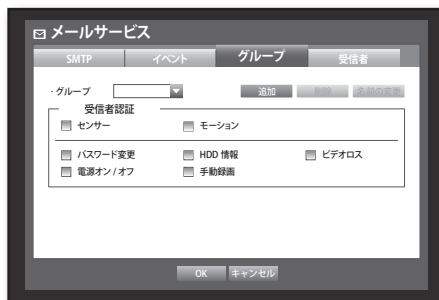 メールサービス
SMTP イベント グループ 受信者
・グループ 追加 削除 名前の変更
受信者認証
センサー モーション
パスワード変更 HDD 情報 ビデオロス
電源オン / オフ 手動録画
OK キャンセル